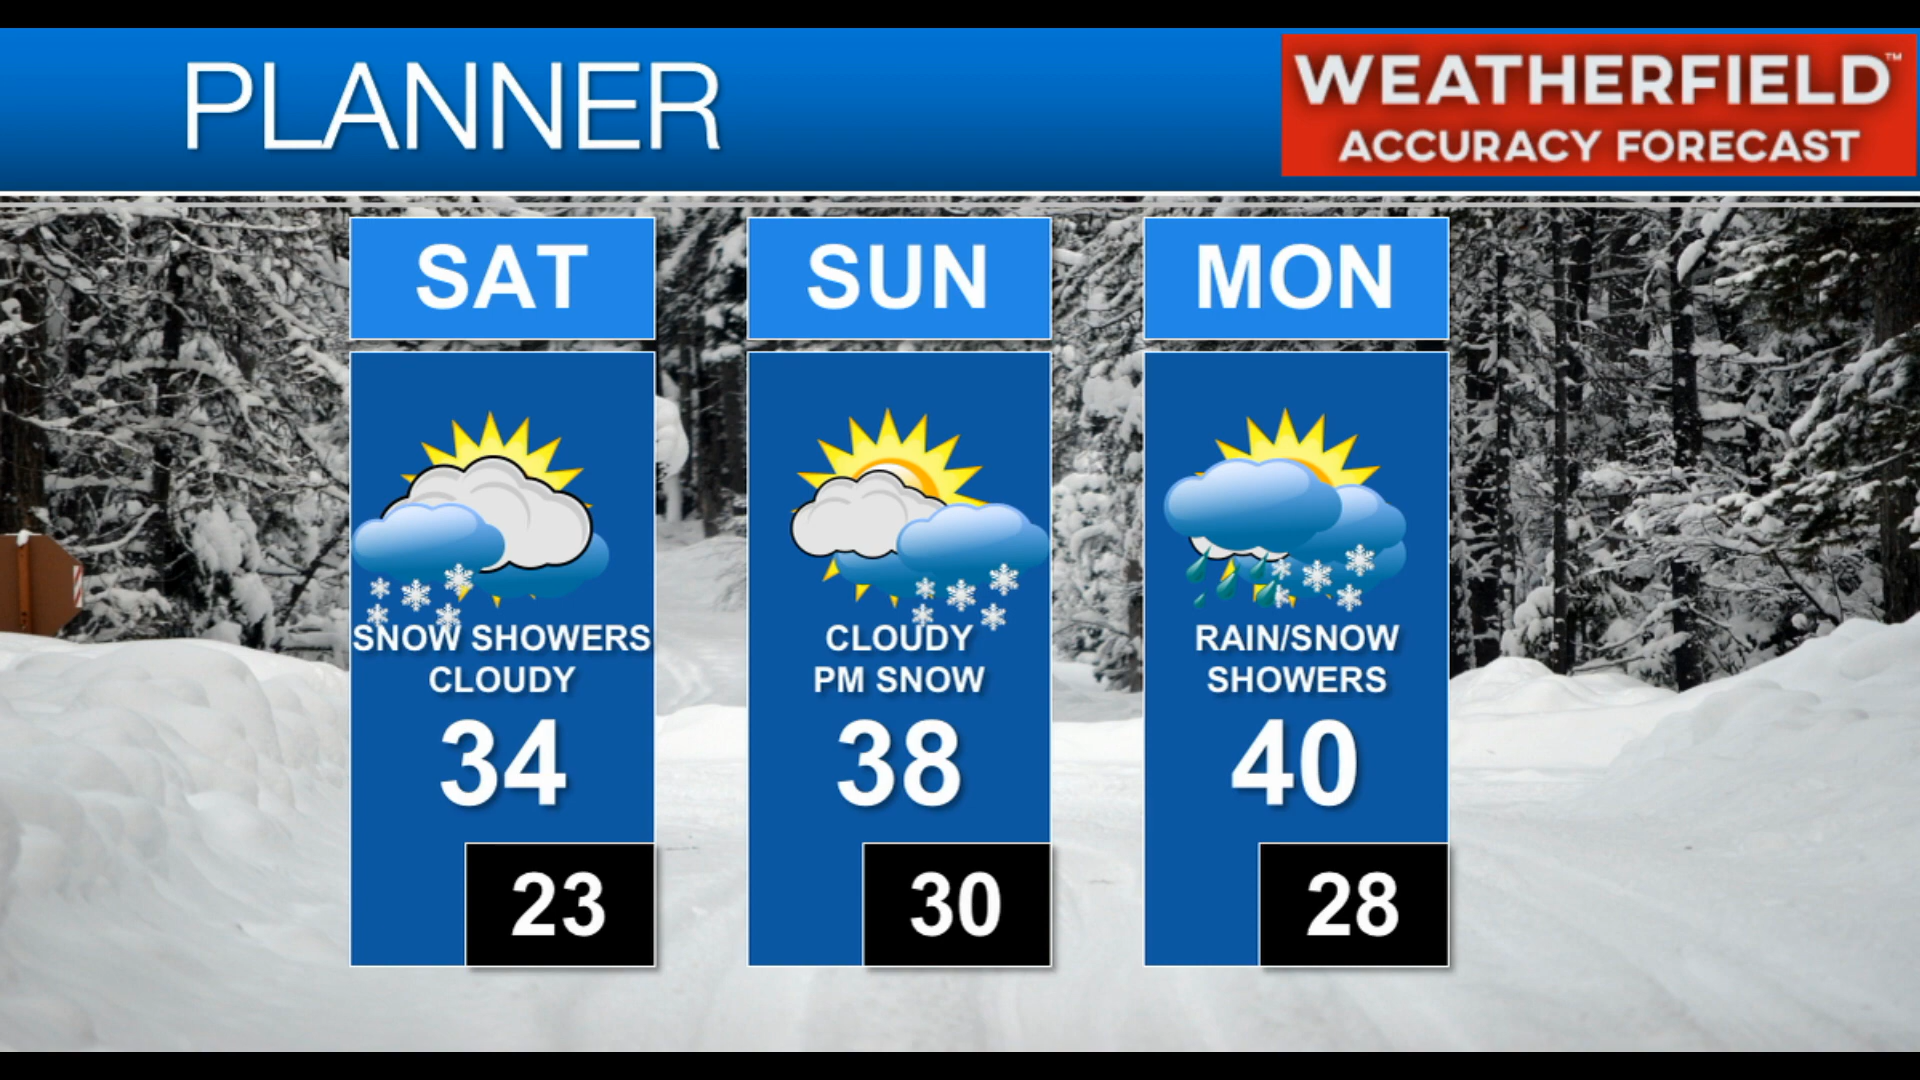 PLANNER
WEATHERFIELD™
ACCURACY FORECAST
SAT
SUN
MON
SNOW SHOWERS
CLOUDY
34
23
CLOUDY
PM SNOW
38
30
RAIN/SNOW
SHOWERS
40
28